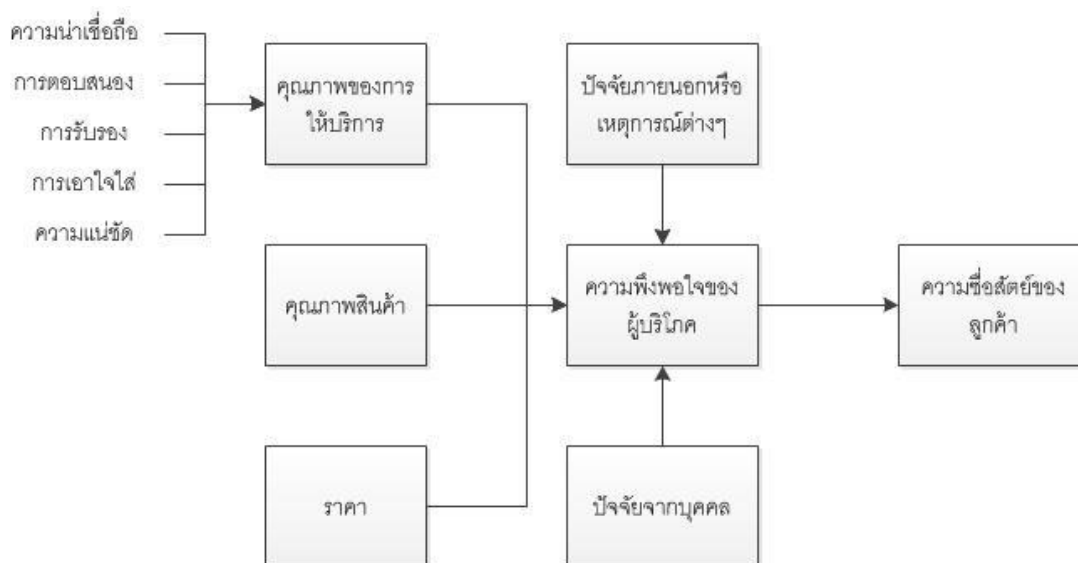 ความน่าเชื่อถือ
การตอบสนอง
การรับรอง
การเอาใจใส่
ความแน่ชัด
คุณภาพของการ
ให้บริการ
ปัจจัยภายนอกหรือ
เหตุการณ์ต่างๆ
คุณภาพสินค้า
ความพึงพอใจของ
ผู้บริโภค
ความซื่อสัตย์ของ
ลูกค้า
ราคา
ปัจจัยจากบุคคล